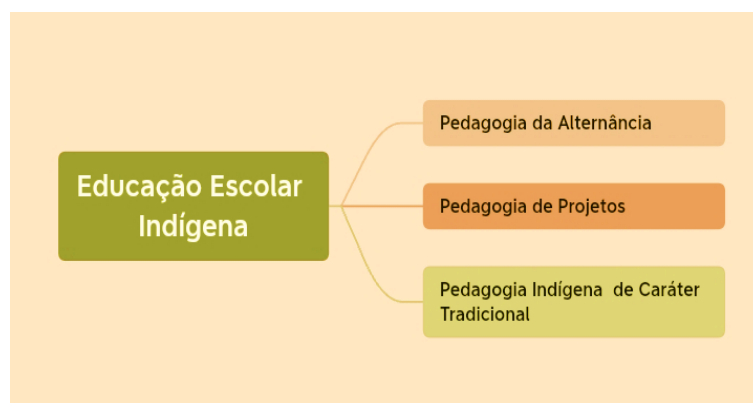 Educação Escolar
Indígena
Pedagogia da Alternância
Pedagogia de Projetos
Pedagogia Indígena de Caráter
Tradicional